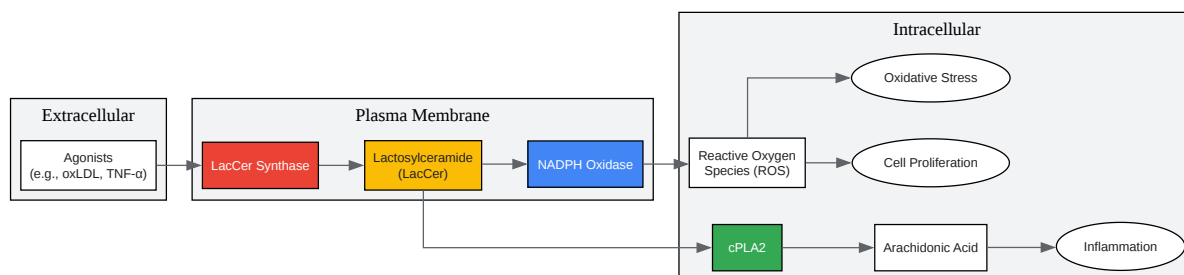 Extracellular
Agonists
(e.g., oxLDL, TNF-α)
Plasma Membrane
LacCer Synthase
Lactosylceramide
(LacCer)
NADPH Oxidase
Intracellular
Oxidative Stress
Reactive Oxygen
Species (ROS)
Cell Proliferation
cPLA2
Arachidonic Acid
Inflammation